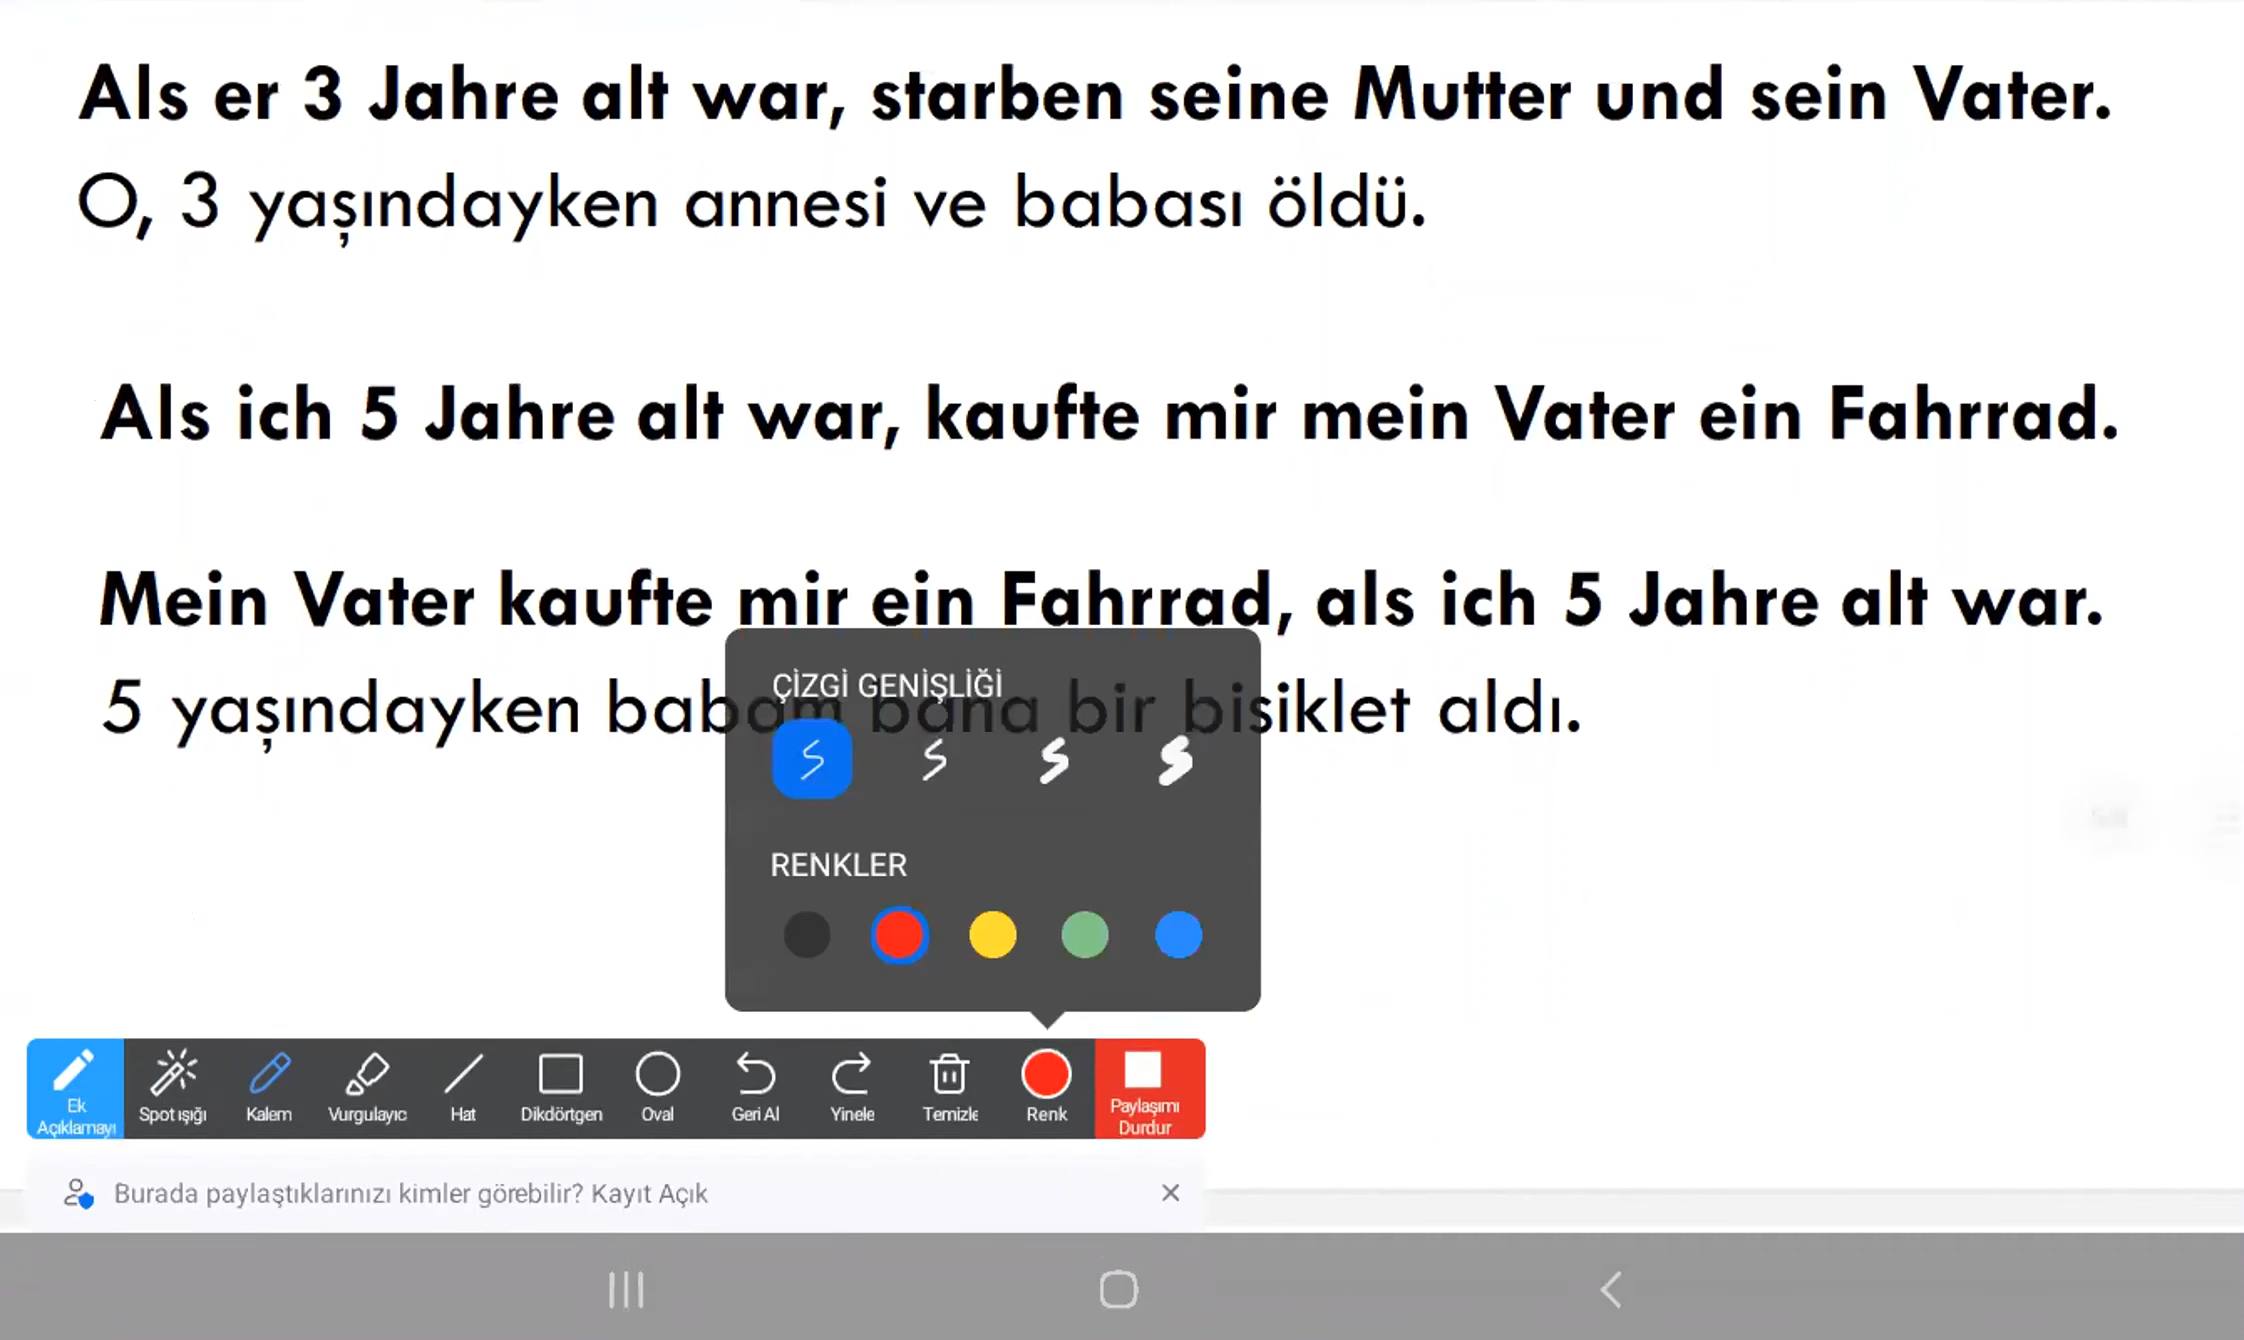 Als er 3 Jahre alt war, starben seine Mutter und sein Vater.
O, 3 yaşındayken annesi ve babası öldü.
Als ich 5 Jahre alt war, kaufte mir mein Vater ein Fahrrad.
Mein Vater kaufte mir ein Fahrrad, als ich 5 Jahre alt war.
5 yaşındayken babam bana bir bisiklet aldı.
ÇİZGİ GENİŞLİĞİ
RENKLER
Ek Açıklamayı
Spot ışığı
Kalem
Vurgulayıc
Hat
Dikdörtgen
Oval
Geri Al
Yinele
Temizle
Renk
Paylaşımı Durdur
Burada paylaştıklarınızı kimler görebilir? Kayıt Açık